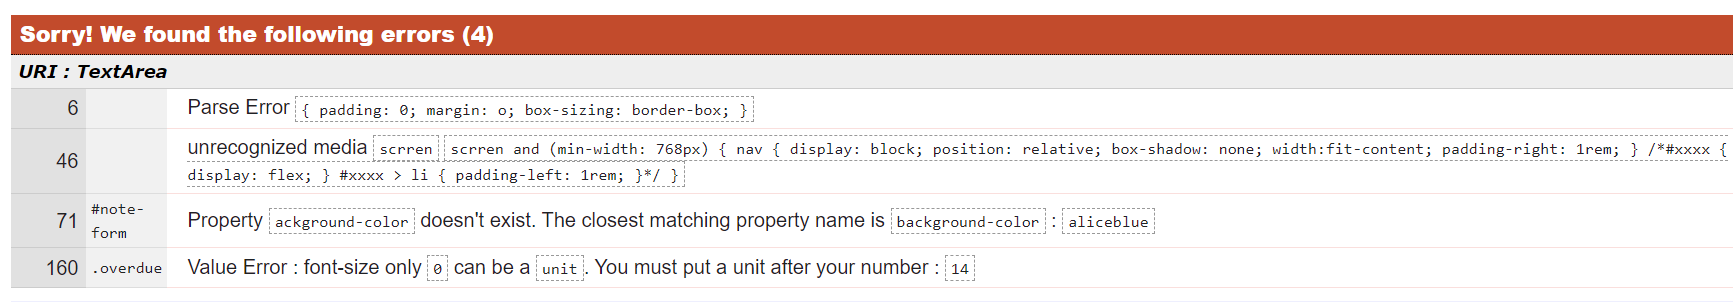 Sorry! We found the following errors (4)
URI : TextArea
6 Parse Error { padding: 0; margin: o; box-sizing: border-box; }
46 unrecognized media scrren scrren and (min-width: 768px) { nav { display: block; position: relative; box-shadow: none; width:fit-content; padding-right: 1rem; } /*#xxxx {
display: flex; } #xxxx > li { padding-left: 1rem; }*/ }
71 #note-
form Property ackground-color doesn't exist. The closest matching property name is background-color : aliceblue
160 .overdue Value Error : font-size only 0 can be a unit. You must put a unit after your number : 14